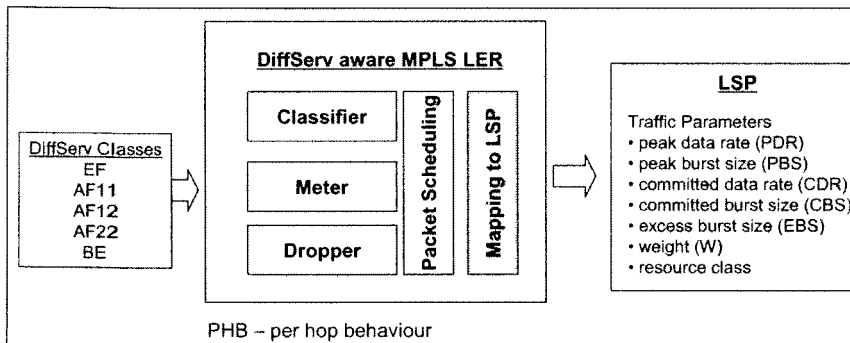 DiffServ Classes
EF
AF11
AF12
AF22
BE
DiffServ aware MPLS LER
Classifier
Meter
Dropper
Packet Scheduling
Mapping to LSP
PHB – per hop behaviour
LSP
Traffic Parameters
• peak data rate (PDR)
• peak burst size (PBS)
• committed data rate (CDR)
• committed burst size (CBS)
• excess burst size (EBS)
• weight (W)
• resource class